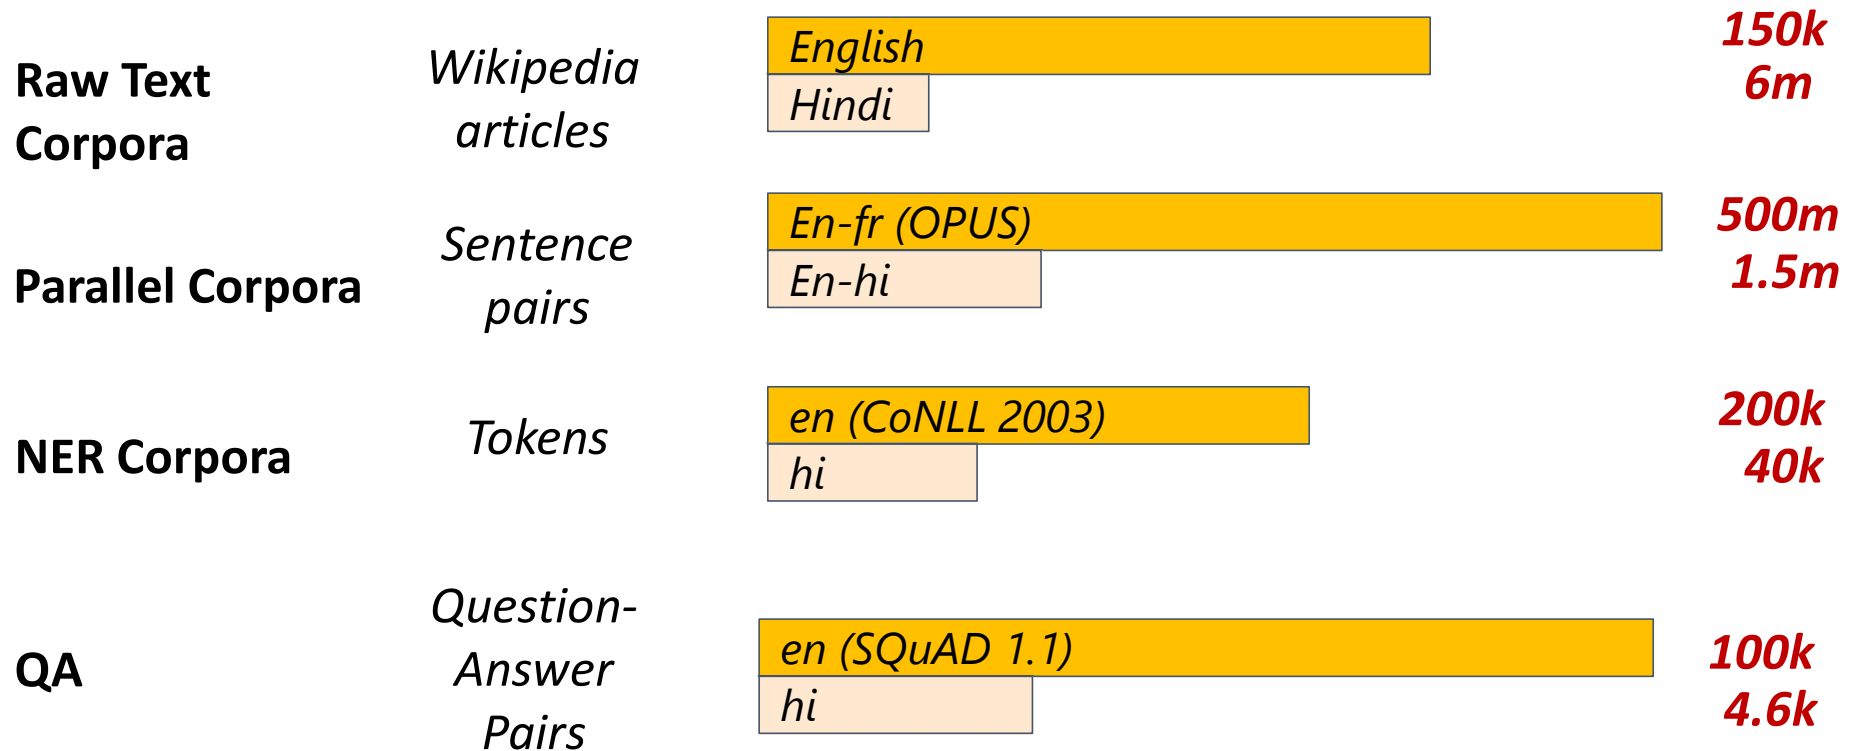 Raw Text
Corpora
Wikipedia
articles
English
Hindi
150k
6m
Parallel Corpora
Sentence
pairs
En-fr (OPUS)
En-hi
500m
1.5m
NER Corpora
Tokens
en (CoNLL 2003)
hi
200k
40k
QA
Question-
Answer
Pairs
en (SQuAD 1.1)
hi
100k
4.6k